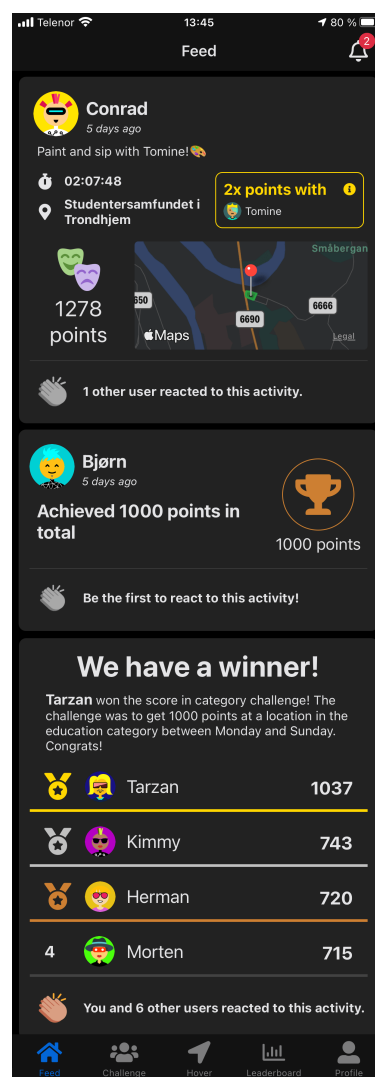 Telenor 13:45 80 %
Feed
2
Conrad
5 days ago
Paint and sip with Tomine!🎨
02:07:48
Studentersamfundet i
Trondhjem
2x points with
Tomine
1278
points
Småbergan
650
6666
6690
Maps
Legal
1 other user reacted to this activity.
Bjørn
5 days ago
Achieved 1000 points in
total
1000 points
Be the first to react to this activity!
We have a winner!
Tarzan won the score in category challenge! The
challenge was to get 1000 points at a location in the
education category between Monday and Sunday.
Congrats!
Tarzan 1037
Kimmy 743
Herman 720
4 Morten 715
You and 6 other users reacted to this activity.
Feed Challenge Hover Leaderboard Profile